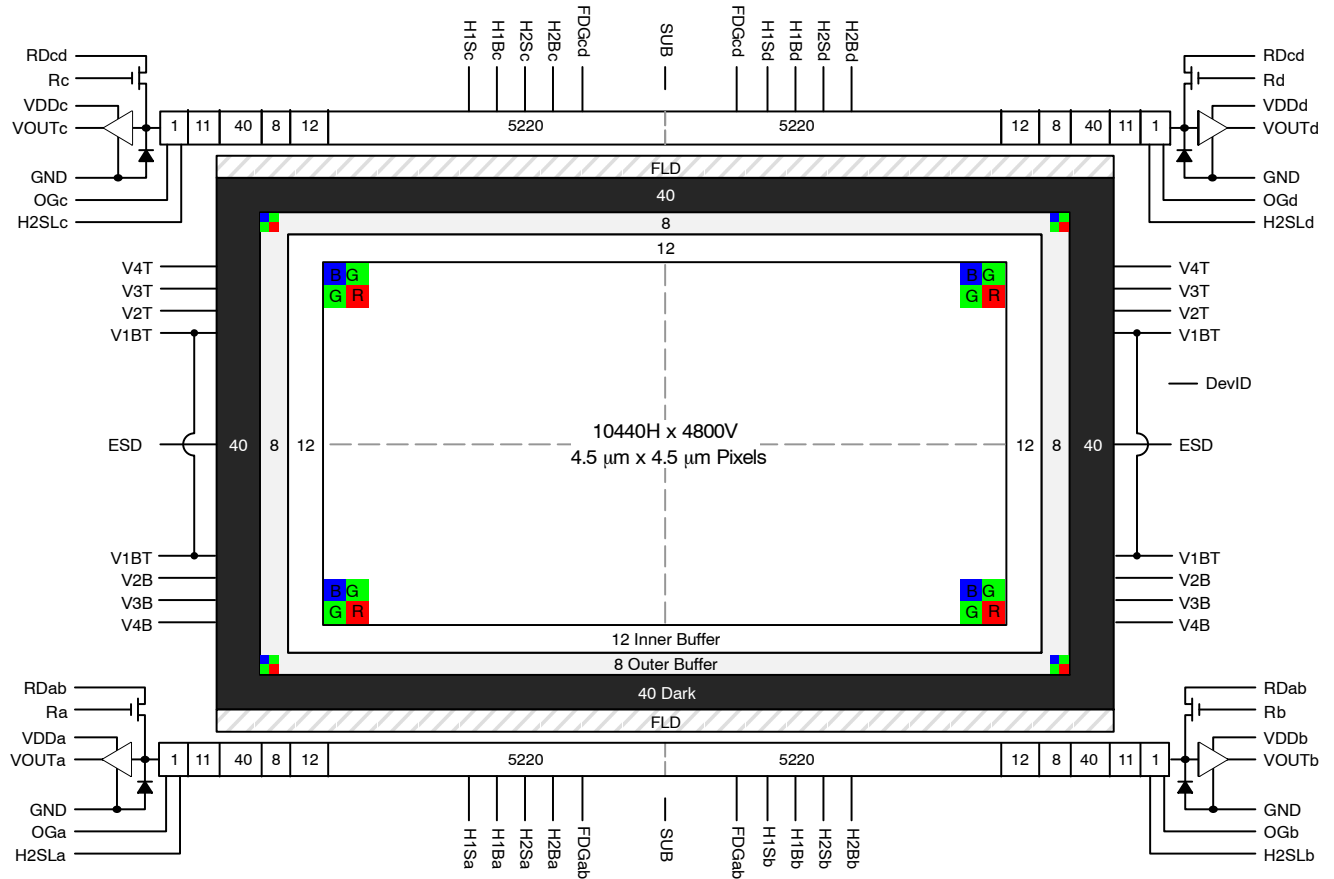 H1Sc H1Bc H2Sc H2Bc FDGcd SUB FDGcd H1Sd H1Bd H2Sd H2Bd
RDcd RDcd
Rc Rd
VDDc VDDd
VOUTc 1 11 40 8 12 5220 5220 12 8 40 11 1 VOUTd
GND FLD GND
OGc 40 OGd
H2SLc 8 H2SLd
12
V4T B G B G V4T
V3T G R G R V3T
V2T V2T
V1BT V1BT
DevID
10440H x 4800V
ESD 40 8 12 12 8 40 ESD
4.5 µm x 4.5 µm Pixels
V1BT V1BT
V2B B G B G V2B
V3B G R G R V3B
V4B V4B
12 Inner Buffer
8 Outer Buffer
RDab 40 Dark RDab
Ra Rb
FLD
VDDa VDDb
VOUTa 1 11 40 8 12 5220 5220 12 8 40 11 1 VOUTb
GND GND
OGa OGb
H2SLa H2SLb
H1Sa H1Ba H2Sa H2Ba FDGab SUB FDGab H1Sb H1Bb H2Sb H2Bb